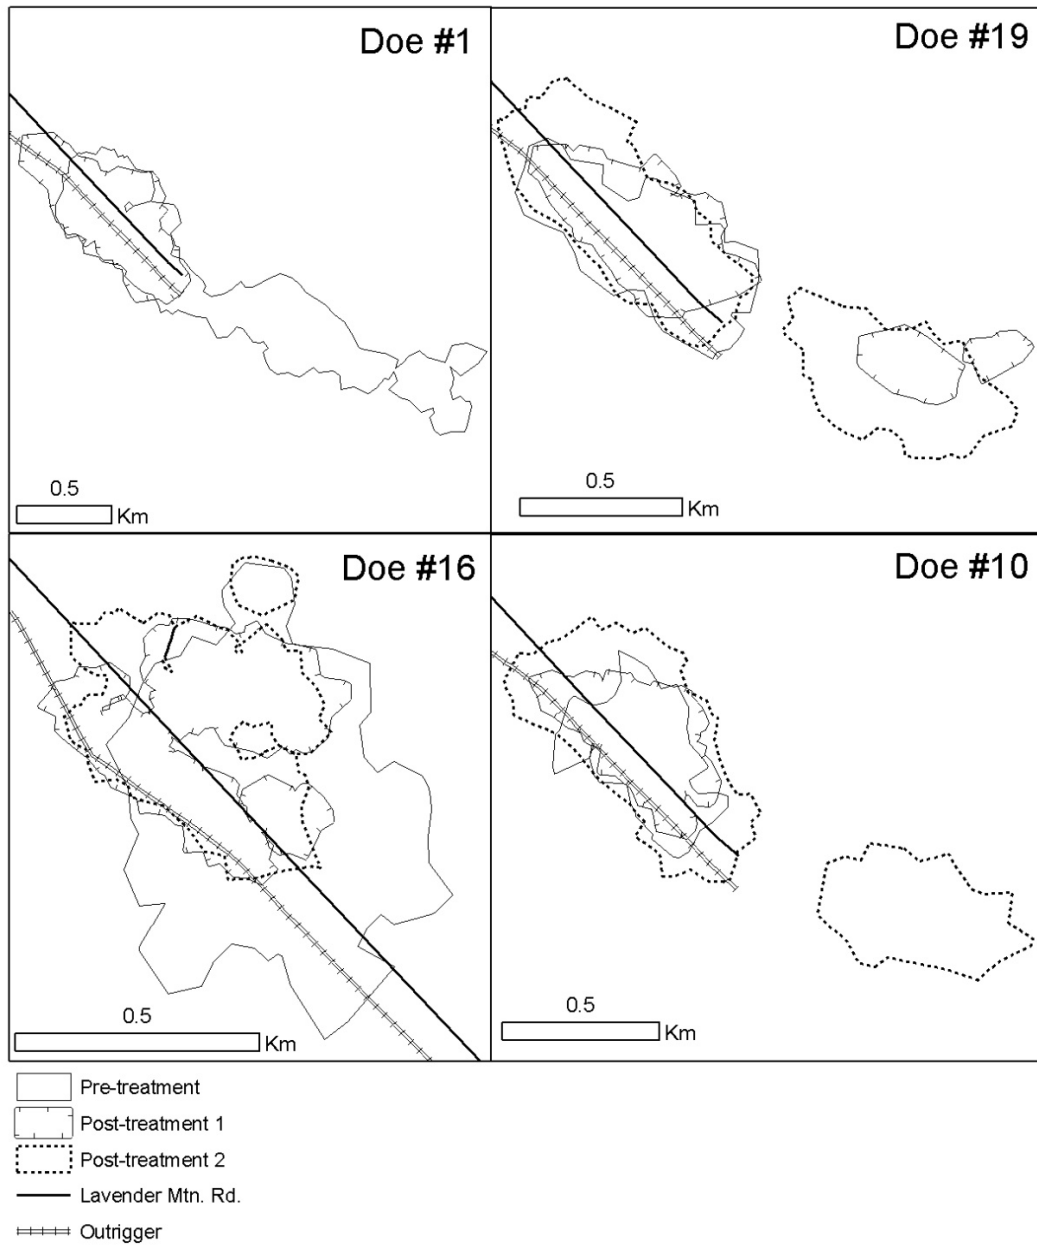 Doe #1
0.5
Km
Doe #19
0.5
Km
Doe #16
0.5
Km
Doe #10
0.5
Km
Pre-treatment
Post-treatment 1
Post-treatment 2
Lavender Mtn. Rd.
Outrigger